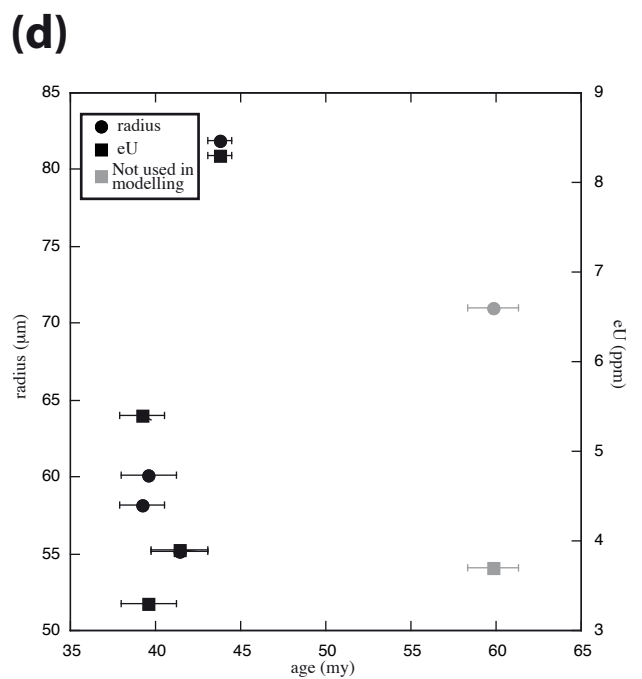 (d)
85
80
75
70
65
60
55
50
radius (μm)
radius
eU
Not used in
modelling
9
8
7
6
5
4
3
eU (ppm)
35
40
45
50
55
60
65
age (my)